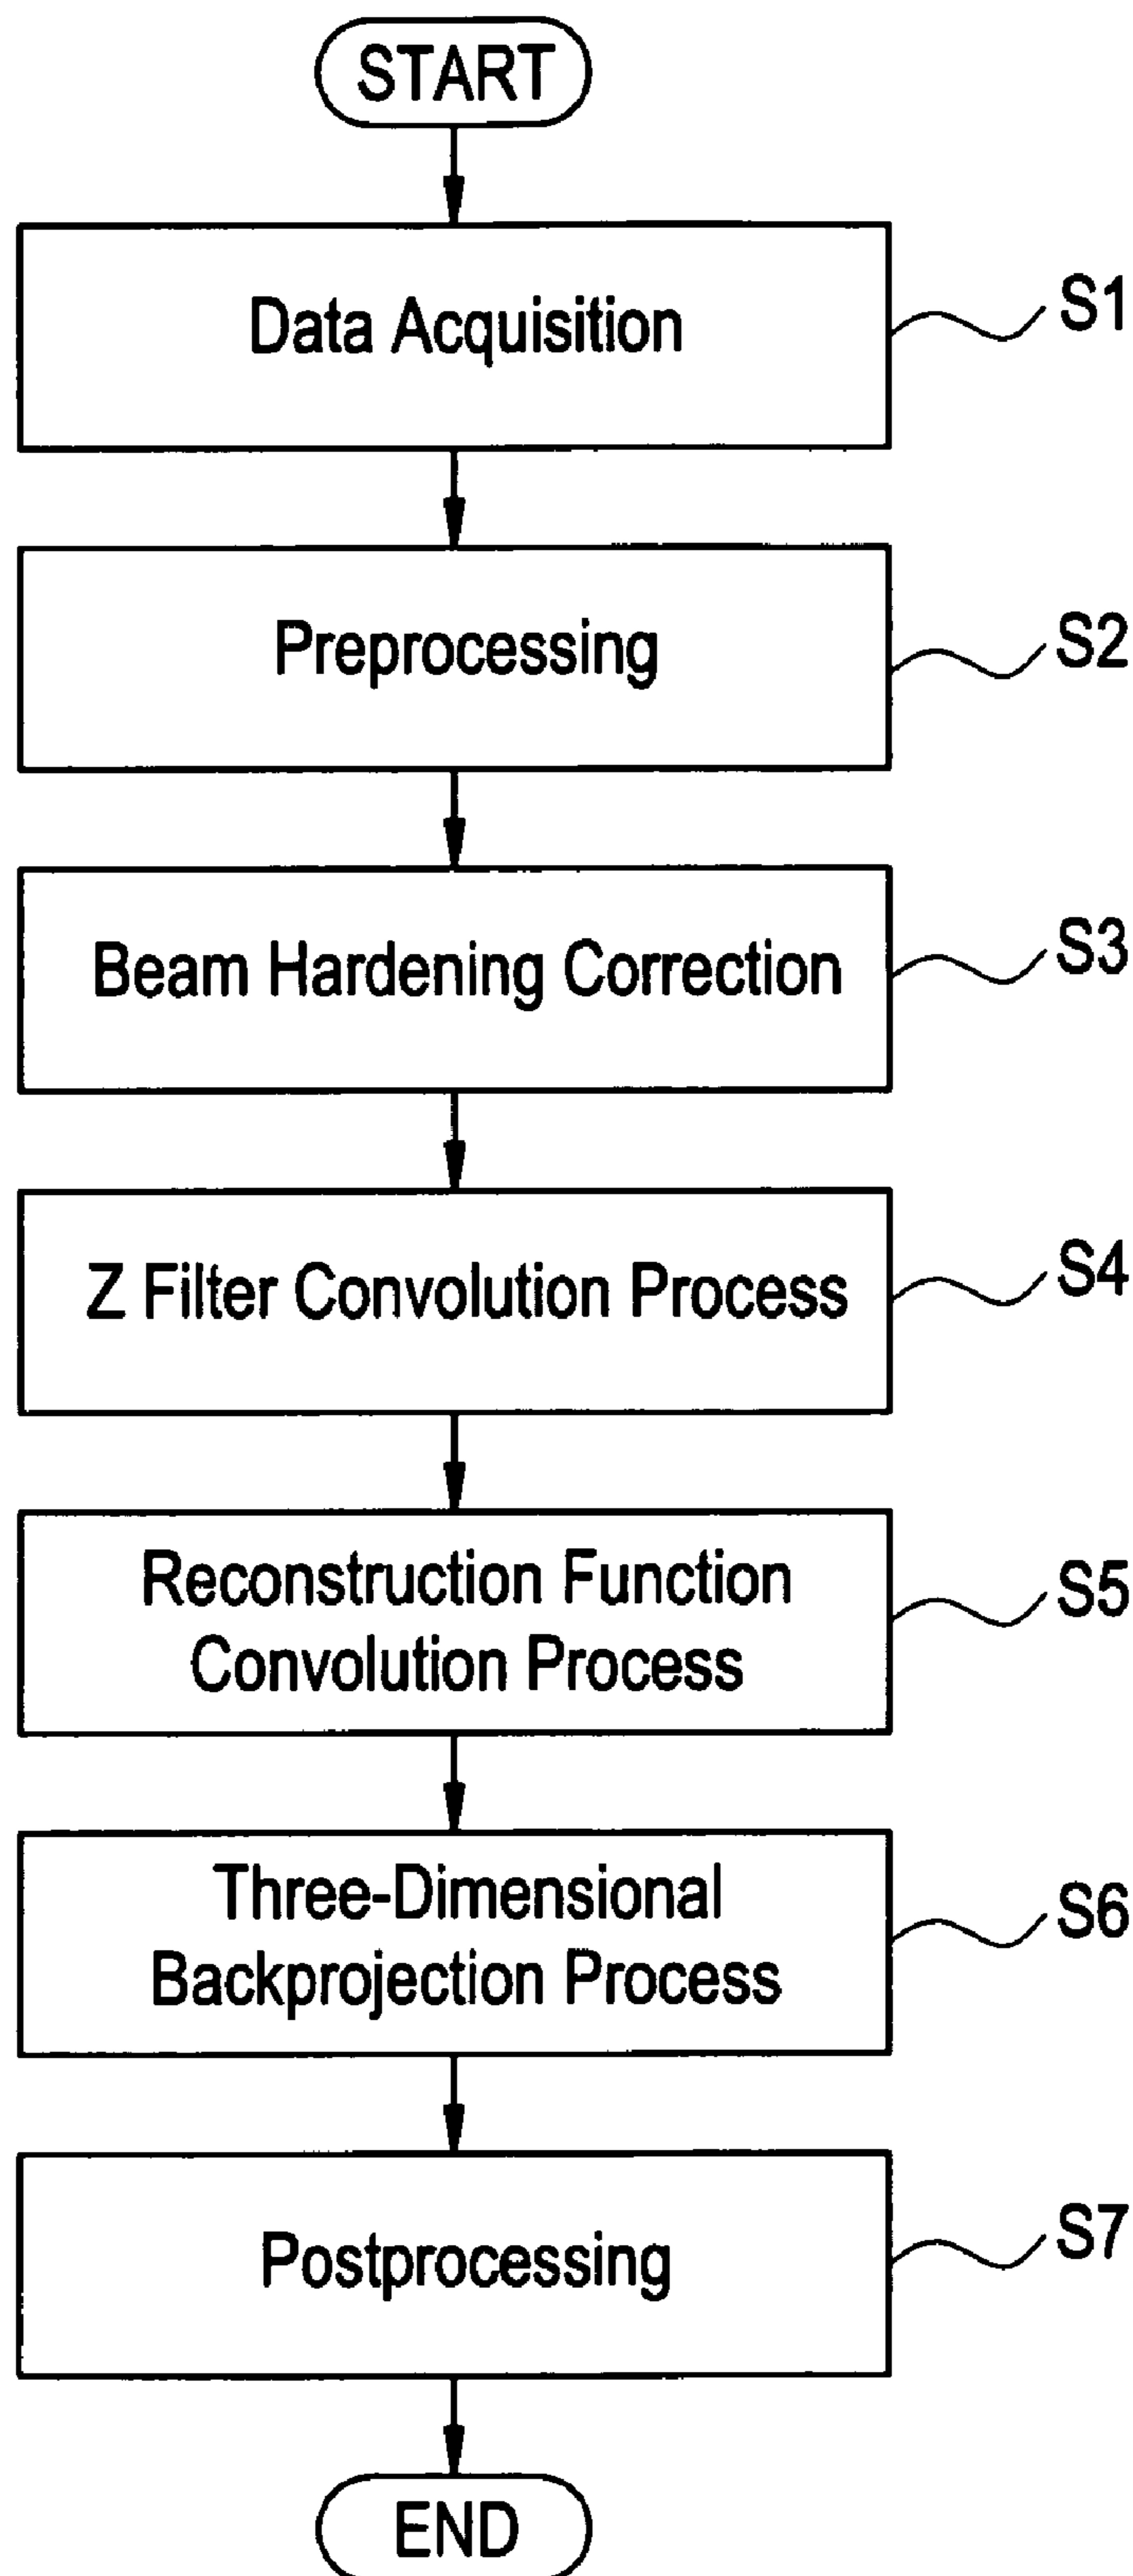 START
Data Acquisition
S1
Preprocessing
S2
Beam Hardening Correction
S3
Z Filter Convolution Process
S4
Reconstruction Function
Convolution Process
S5
Three-Dimensional
Backprojection Process
S6
Postprocessing
S7
END